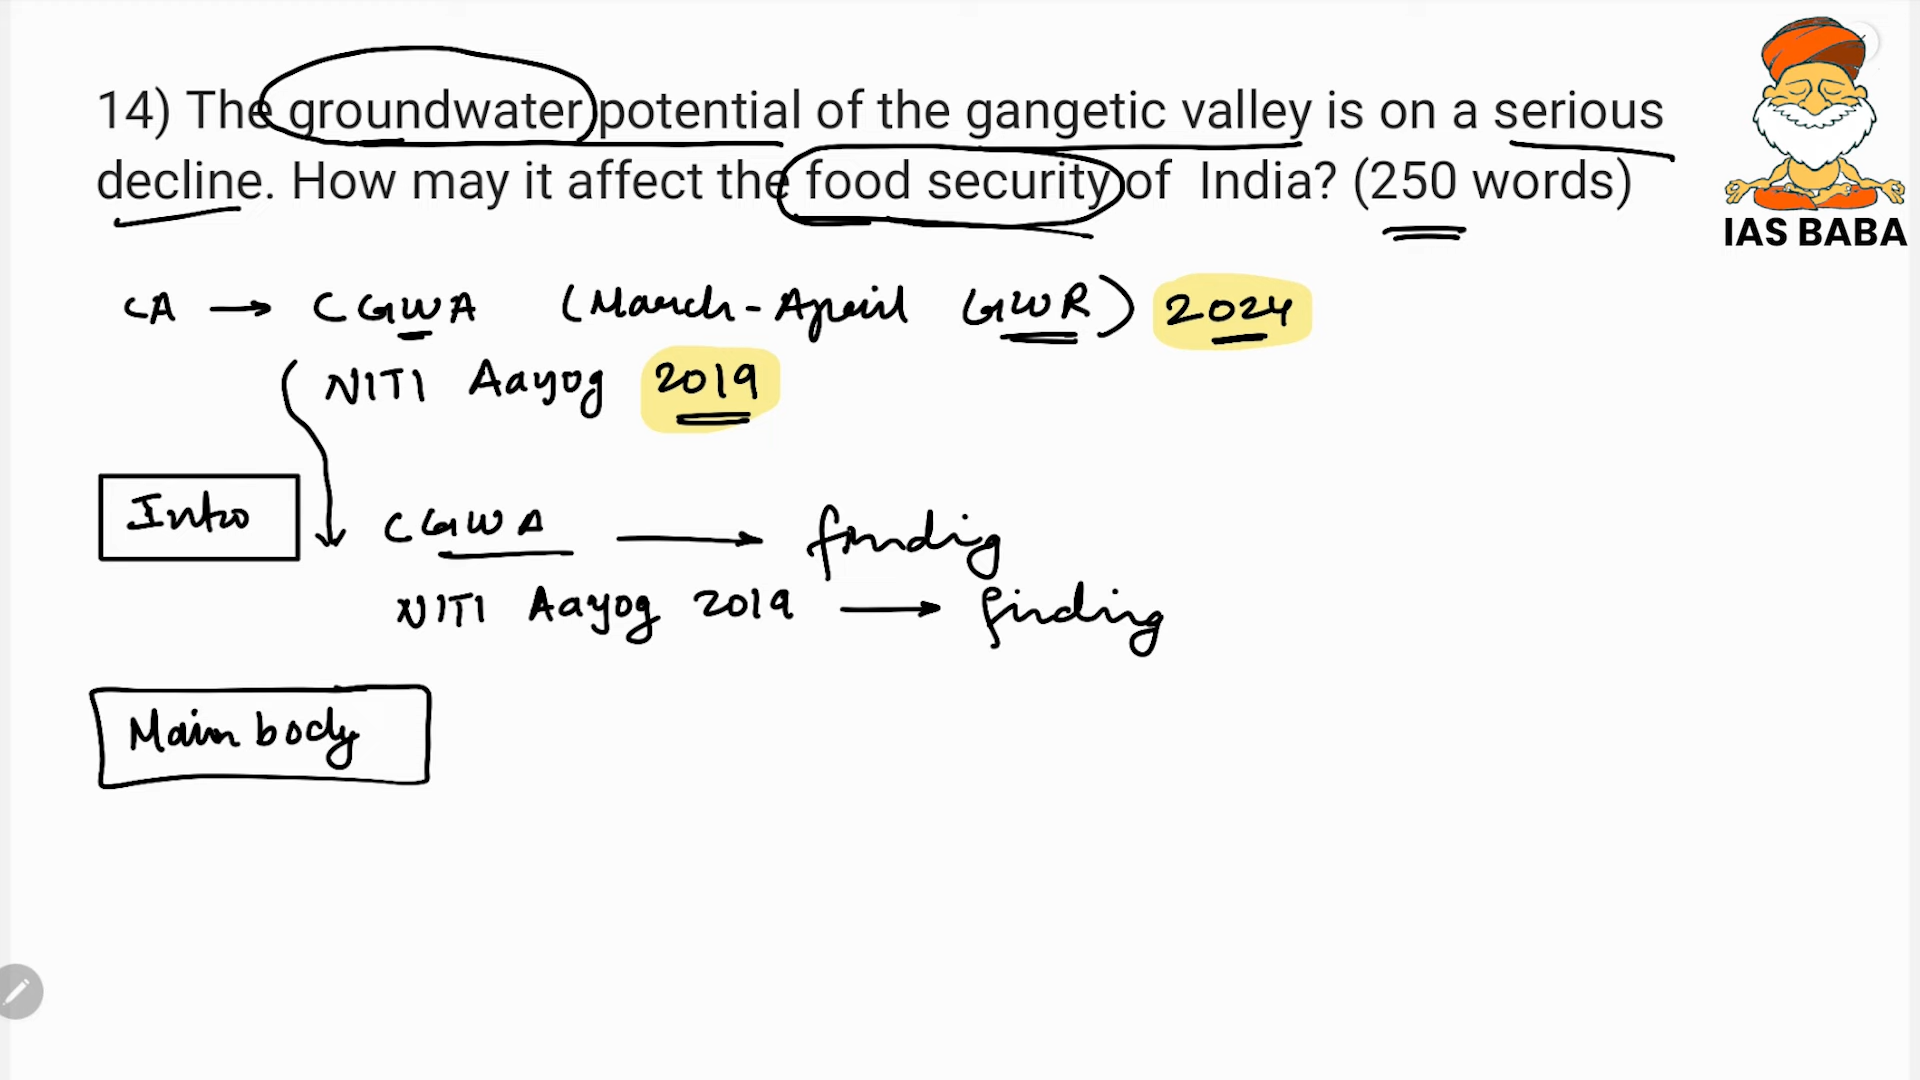 14) The groundwater potential of the gangetic valley is on a serious
decline. How may it affect the food security of India? (250 words)
IAS BABA
CA → CGWA (March-April GWR) 2024
NITI Aayog 2019
Intro
CGWA → finding
NITI Aayog 2019 → finding
Main body